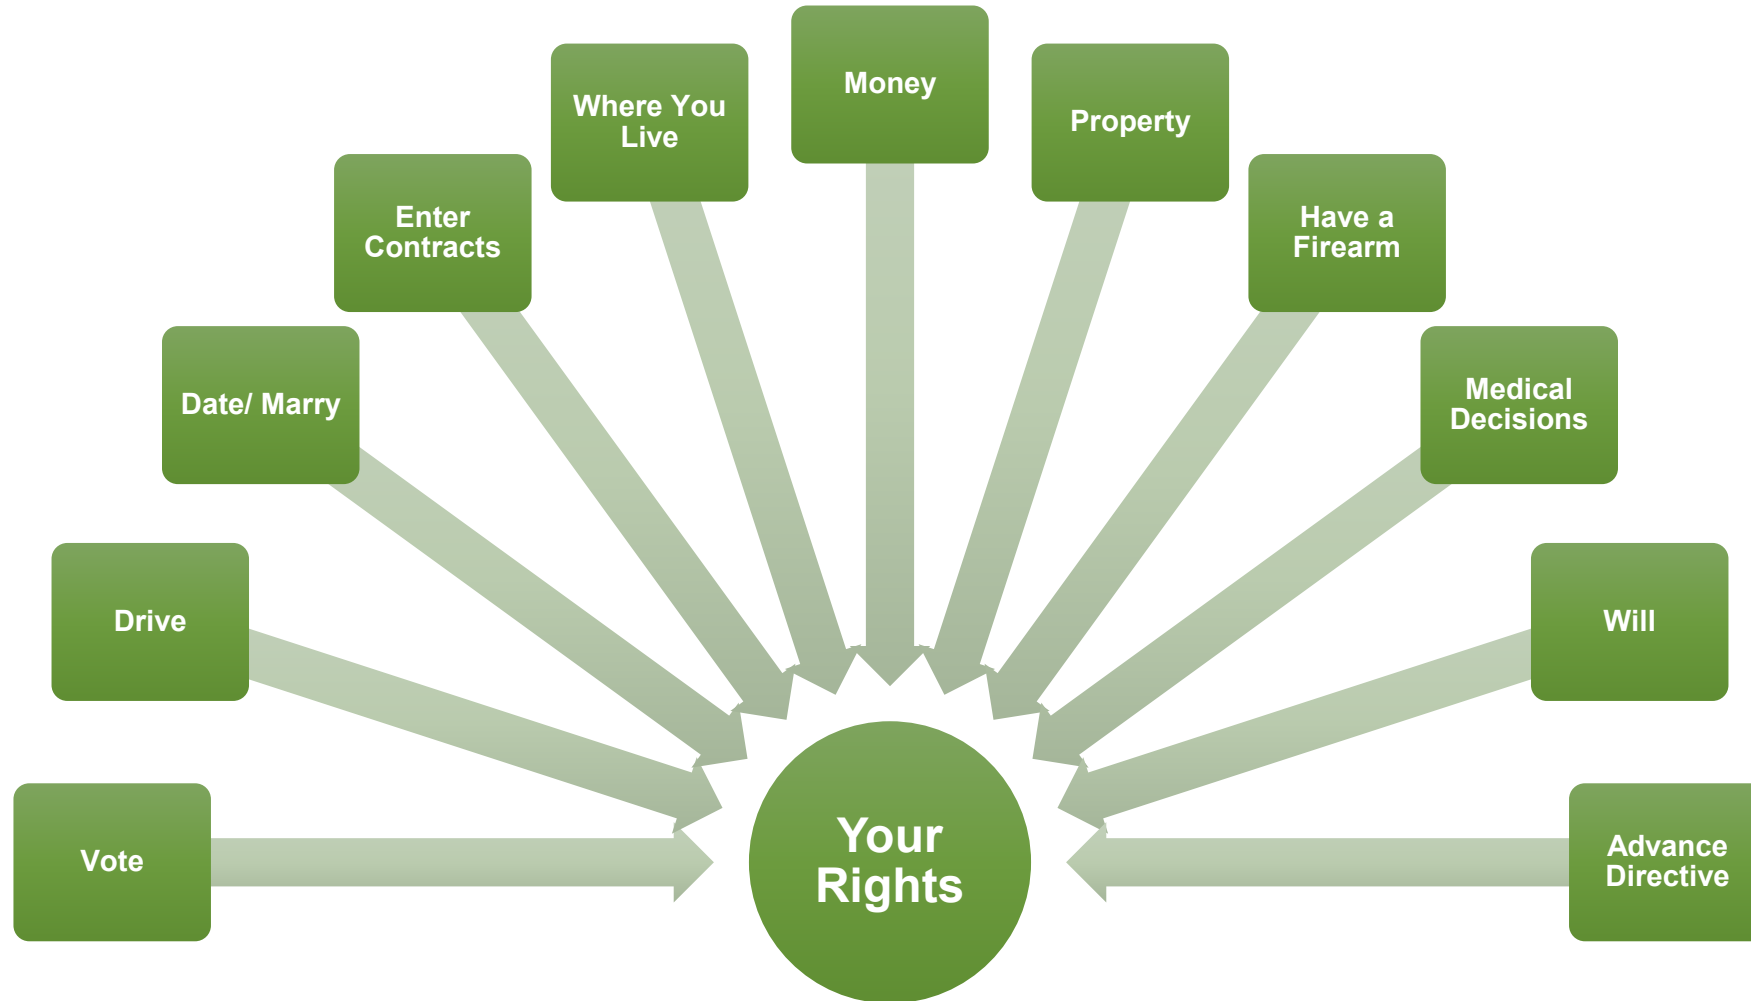 Vote
Drive
Date/ Marry
Enter
Contracts
Where You
Live
Money
Property
Have a
Firearm
Medical
Decisions
Will
Advance
Directive
Your
Rights